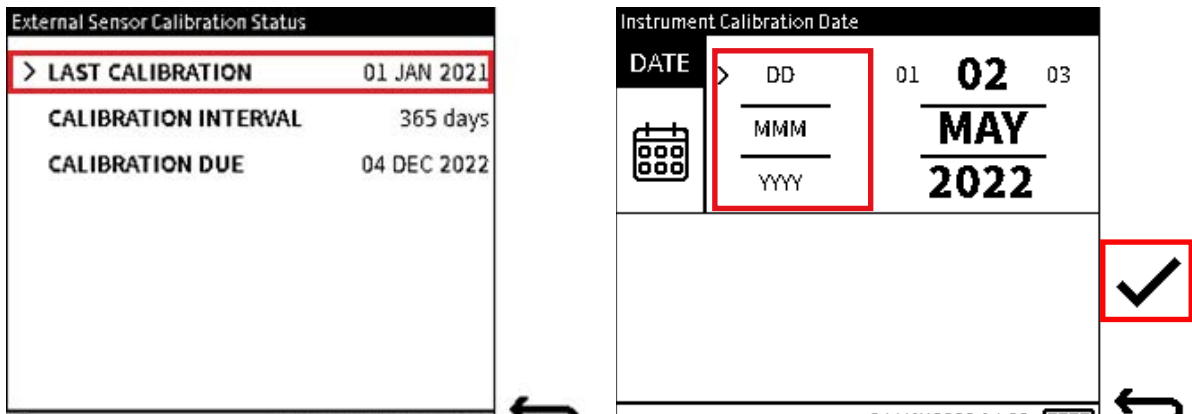 External Sensor Calibration Status
> LAST CALIBRATION 01 JAN 2021
CALIBRATION INTERVAL 365 days
CALIBRATION DUE 04 DEC 2022
Instrument Calibration Date
DATE
> DD 01 02 03
MMM MAY
YYYY 2022